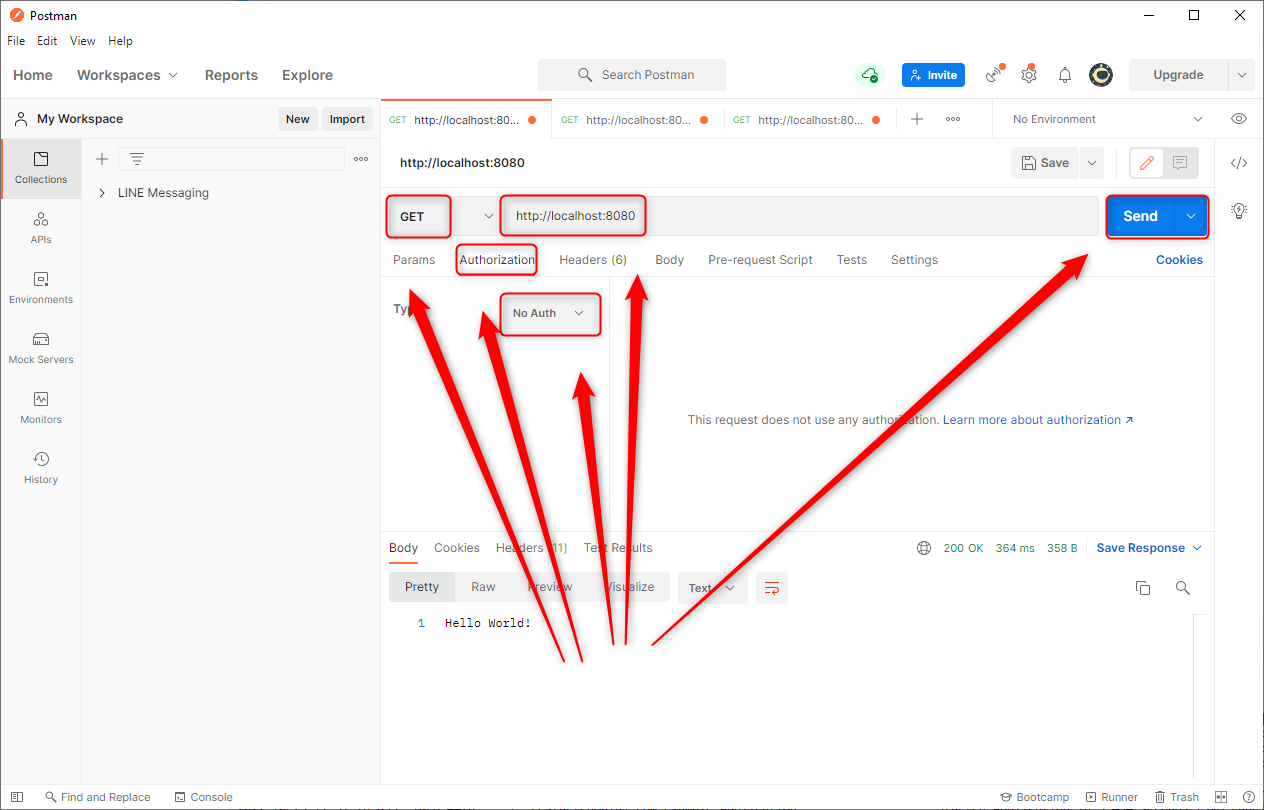 Postman
File Edit View Help
Home Workspaces Reports Explore Search Postman Invite Upgrade
My Workspace New Import GET http://localhost:80... GET http://localhost:80... GET http://localhost:80... No Environment
Collections
APIs
Environments
Mock Servers
Monitors
History
LINE Messaging
http://localhost:8080 Save
GET http://localhost:8080 Send
Params Authorization Headers (6) Body Pre-request Script Tests Settings Cookies
No Auth
This request does not use any authorization. Learn more about authorization ↗
Body Cookies Headers (11) Test Results 200 OK 364 ms 358 B Save Response
Pretty Raw Preview Visualize Text
1 Hello World!
Find and Replace Console Bootcamp Runner Trash